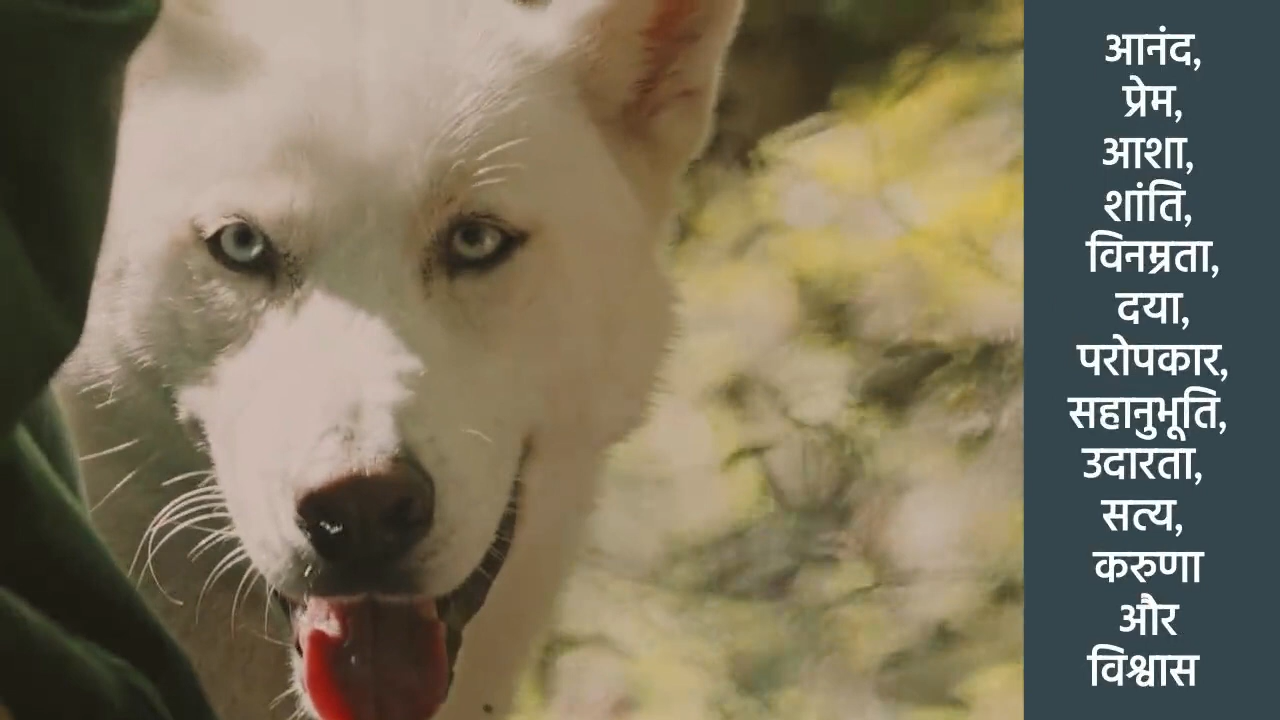 आनंद,
प्रेम,
आशा,
शांति,
विनम्रता,
दया,
परोपकार,
सहानुभूति,
उदारता,
सत्य,
करुणा
और
विश्वास